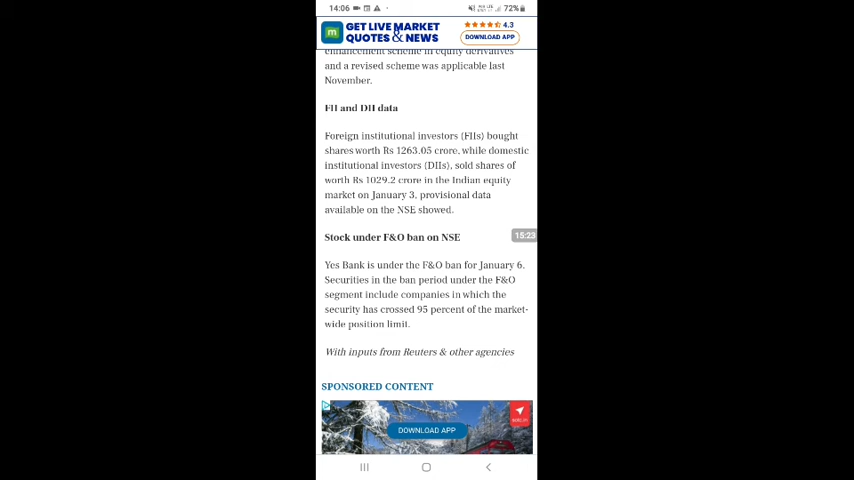 14:06
72%
GET LIVE MARKET
QUOTES & NEWS
4.3
DOWNLOAD APP
m
enhancement scheme in equity derivatives
and a revised scheme was applicable last
November.
FII and DII data
Foreign institutional investors (FIIs) bought
shares worth Rs 1263.05 crore, while domestic
institutional investors (DIIs), sold shares of
worth Rs 1029.2 crore in the Indian equity
market on January 3, provisional data
available on the NSE showed.
Stock under F&O ban on NSE
15:23
Yes Bank is under the F&O ban for January 6.
Securities in the ban period under the F&O
segment include companies in which the
security has crossed 95 percent of the market-
wide position limit.
With inputs from Reuters & other agencies
SPONSORED CONTENT
DOWNLOAD APP